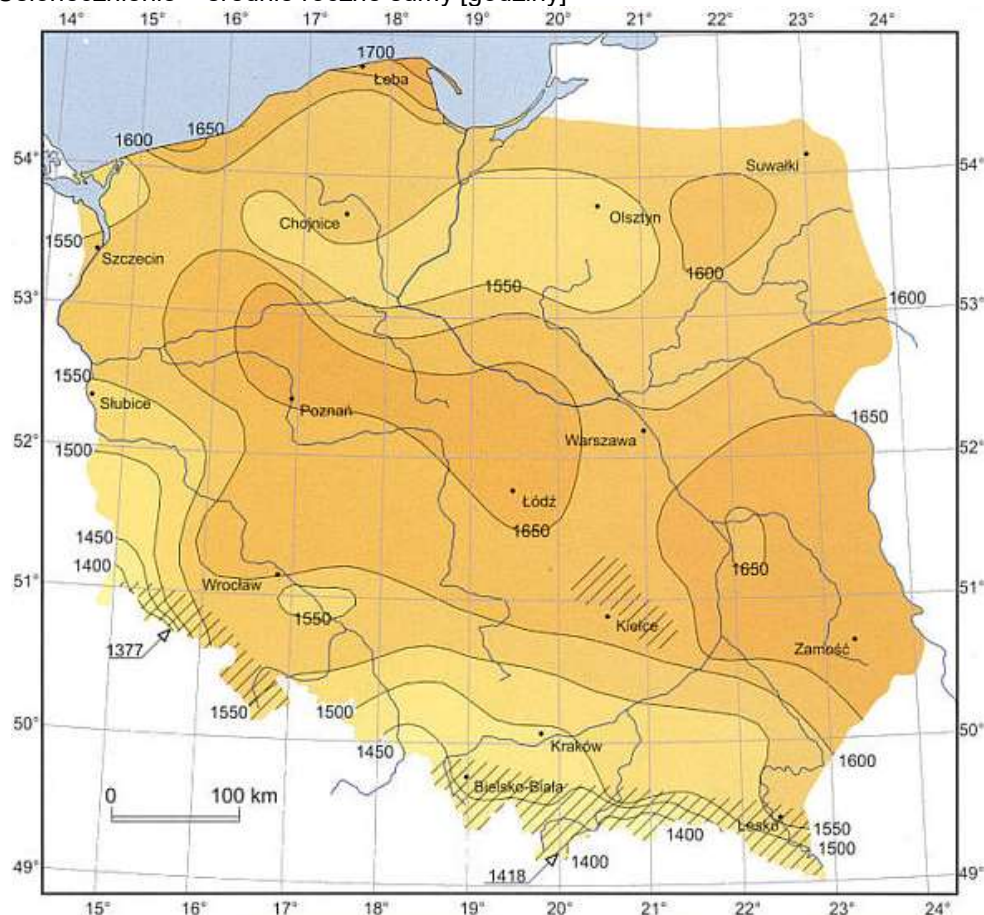 14° 15° 16° 17° 18° 19° 20° 21° 22° 23° 24°
1700
Łeba
1650
1600
54°
Suwałki
54°
Chojnice
Olsztyn
1550
Szczecin
1600
1550
53°
1600
53°
1550
Słubice
Poznań
1650
Warszawa
52°
1500
52°
Łódź
1650
1450
1400
51°
Wrocław
1650
51°
1550
Kielce
1377
Zamość
1550
1500
50°
1450
Kraków
50°
1600
0 100 km
Bielsko-Biała
Lesko
1550
1400
1500
1400
49°
1418
49°
15° 16° 17° 18° 19° 20° 21° 22° 23° 24°